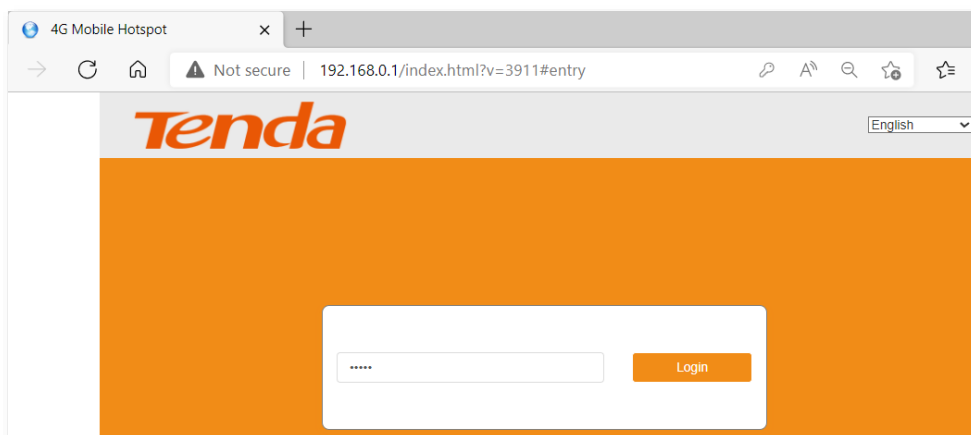 4G Mobile Hotspot
Not secure 192.168.0.1/index.html?v=3911#entry
Tenda
English
••••• Login